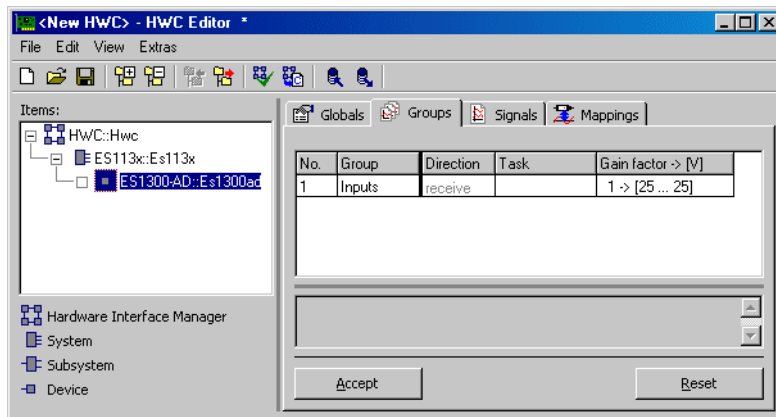 <New HWC> - HWC Editor *
File Edit View Extras
Items:
Globals Groups Signals Mappings
HWC::Hwc
ES113x::Es113x
ES1300-AD::Es1300ad
No. Group Direction Task Gain factor -> [V]
1 Inputs receive 1 -> [25 ... 25]
Hardware Interface Manager
System
Subsystem
Device
Accept Reset